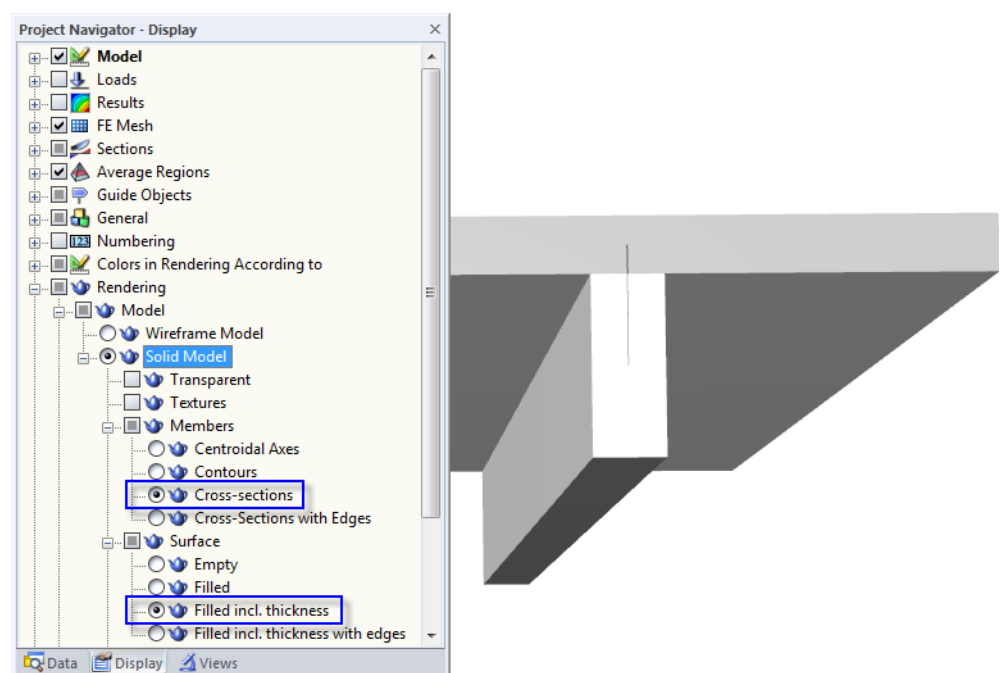 Project Navigator - Display
Model
Loads
Results
FE Mesh
Sections
Average Regions
Guide Objects
General
123 Numbering
Colors in Rendering According to
Rendering
Model
Wireframe Model
Solid Model
Transparent
Textures
Members
Centroidal Axes
Contours
Cross-sections
Cross-Sections with Edges
Surface
Empty
Filled
Filled incl. thickness
Filled incl. thickness with edges
Data Display Views